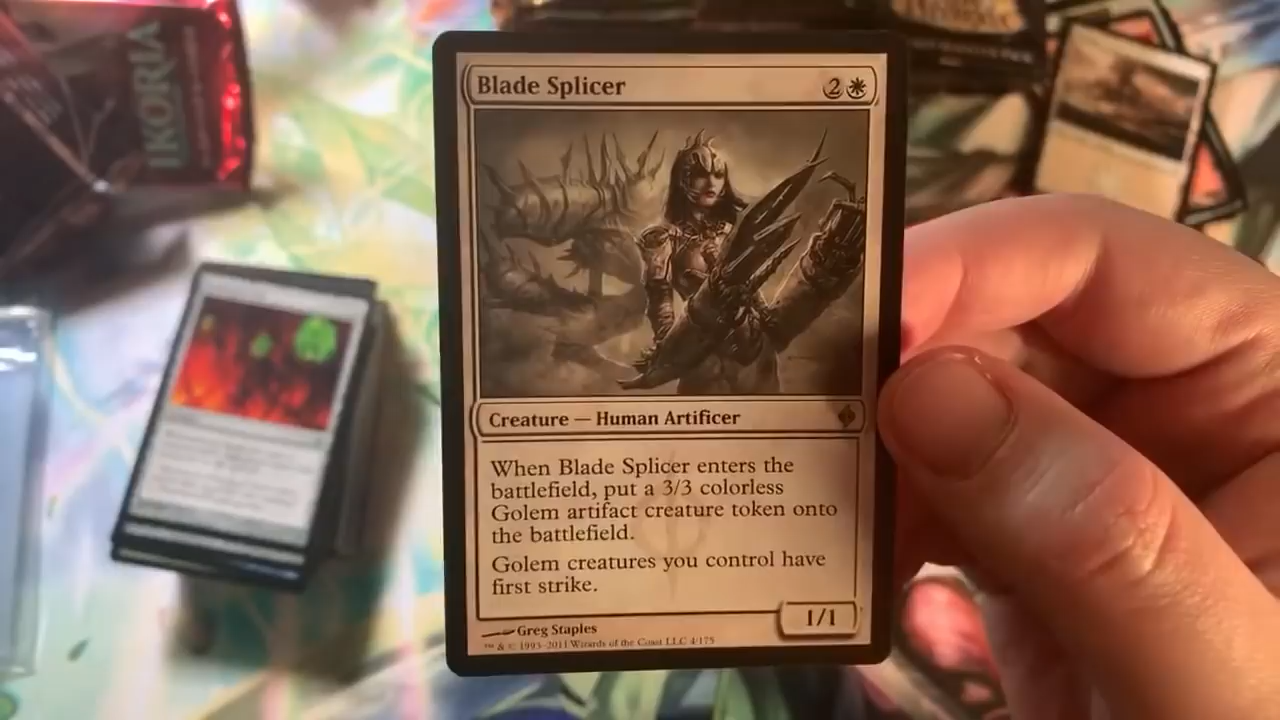 IKORIA
Blade Splicer 2
Creature — Human Artificer
When Blade Splicer enters the
battlefield, put a 3/3 colorless
Golem artifact creature token onto
the battlefield.
Golem creatures you control have
first strike.
1/1
Greg Staples
™ & © 1993–2011 Wizards of the Coast LLC 4/175